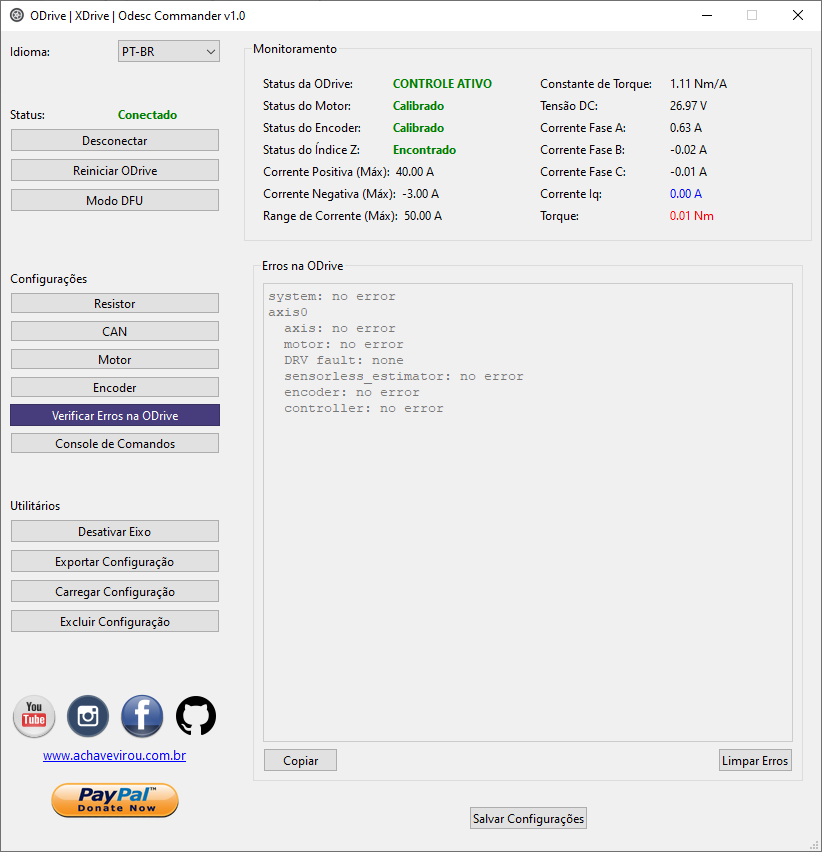 ODrive | XDrive | Odesc Commander v1.0
Idioma: PT-BR
Status: Conectado
Desconectar
Reiniciar ODrive
Modo DFU
Configurações
Resistor
CAN
Motor
Encoder
Verificar Erros na ODrive
Console de Comandos
Utilitários
Desativar Eixo
Exportar Configuração
Carregar Configuração
Excluir Configuração
You
Tube
www.achavevirou.com.br
PayPal™
Donate Now
Monitoramento
Status da ODrive: CONTROLE ATIVO
Status do Motor: Calibrado
Status do Encoder: Calibrado
Status do Índice Z: Encontrado
Corrente Positiva (Máx): 40.00 A
Corrente Negativa (Máx): -3.00 A
Range de Corrente (Máx): 50.00 A
Constante de Torque: 1.11 Nm/A
Tensão DC: 26.97 V
Corrente Fase A: 0.63 A
Corrente Fase B: -0.02 A
Corrente Fase C: -0.01 A
Corrente Iq: 0.00 A
Torque: 0.01 Nm
Erros na ODrive
system: no error
axis0
axis: no error
motor: no error
DRV fault: none
sensorless_estimator: no error
encoder: no error
controller: no error
Copiar
Limpar Erros
Salvar Configurações